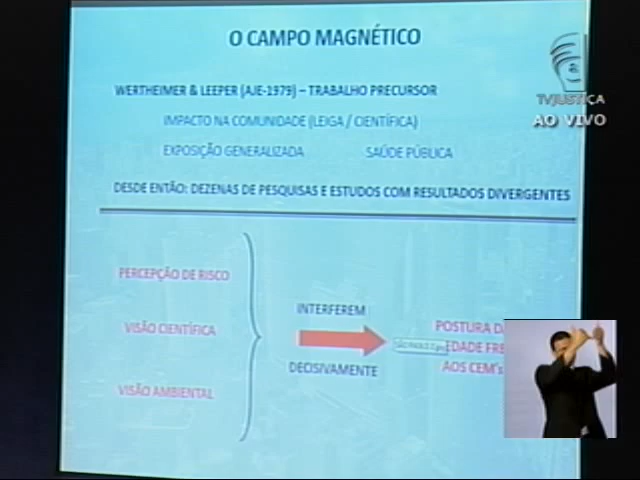 O CAMPO MAGNÉTICO
TVJUSTIÇA
AO VIVO
WERTHEIMER & LEEPER (AJE-1979) – TRABALHO PRECURSOR
IMPACTO NA COMUNIDADE (LEIGA / CIENTÍFICA)
EXPOSIÇÃO GENERALIZADA SAÚDE PÚBLICA
DESDE ENTÃO: DEZENAS DE PESQUISAS E ESTUDOS COM RESULTADOS DIVERGENTES
PERCEPÇÃO DE RISCO
VISÃO CIENTÍFICA
VISÃO AMBIENTAL
INTERFEREM
DECISIVAMENTE
POSTURA DA
EDADE FRE
AOS CEM's